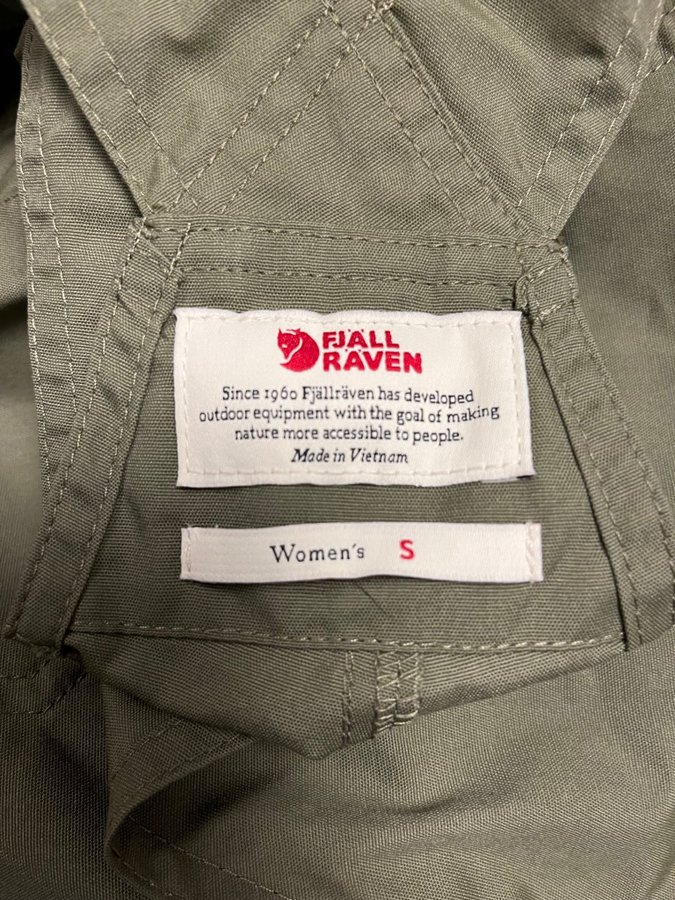 FJÄLL
RÄVEN
Since 1960 Fjällräven has developed
outdoor equipment with the goal of making
nature more accessible to people.
Made in Vietnam
Women´s S